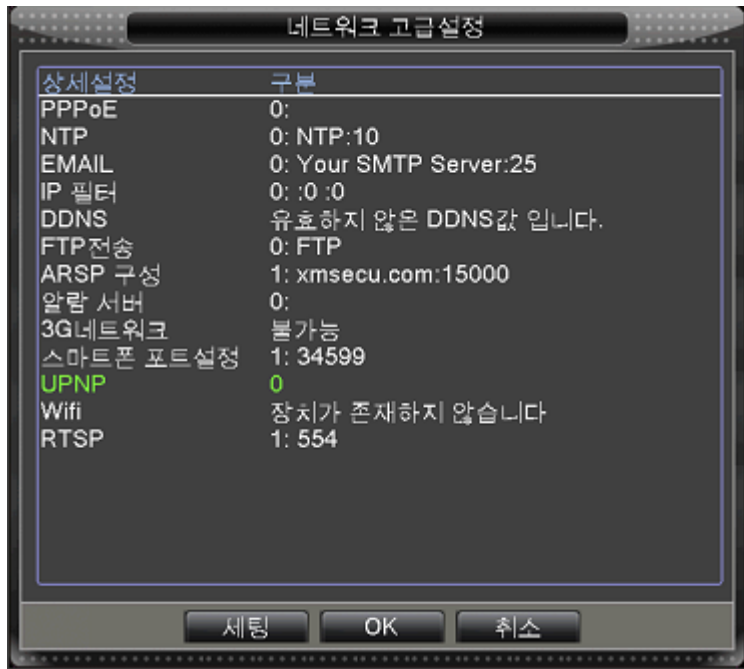 네트워크 고급설정
상세설정 구분
PPPoE 0:
NTP 0: NTP:10
EMAIL 0: Your SMTP Server:25
IP 필터 0: :0 :0
DDNS 유효하지 않은 DDNS값 입니다.
FTP전송 0: FTP
ARSP 구성 1: xmsecu.com:15000
알람 서버 0:
3G네트워크 불가능
스마트폰 포트설정 1: 34599
UPNP 0
Wifi 장치가 존재하지 않습니다
RTSP 1: 554
세팅 OK 취소